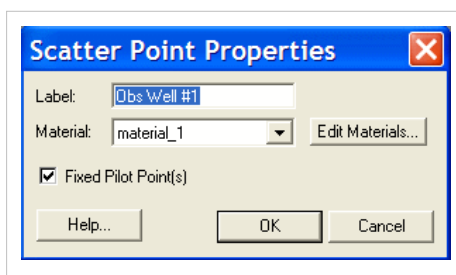 Scatter Point Properties
Label: Obs Well #1
Material: material_1 Edit Materials...
Fixed Pilot Point(s)
Help... OK Cancel